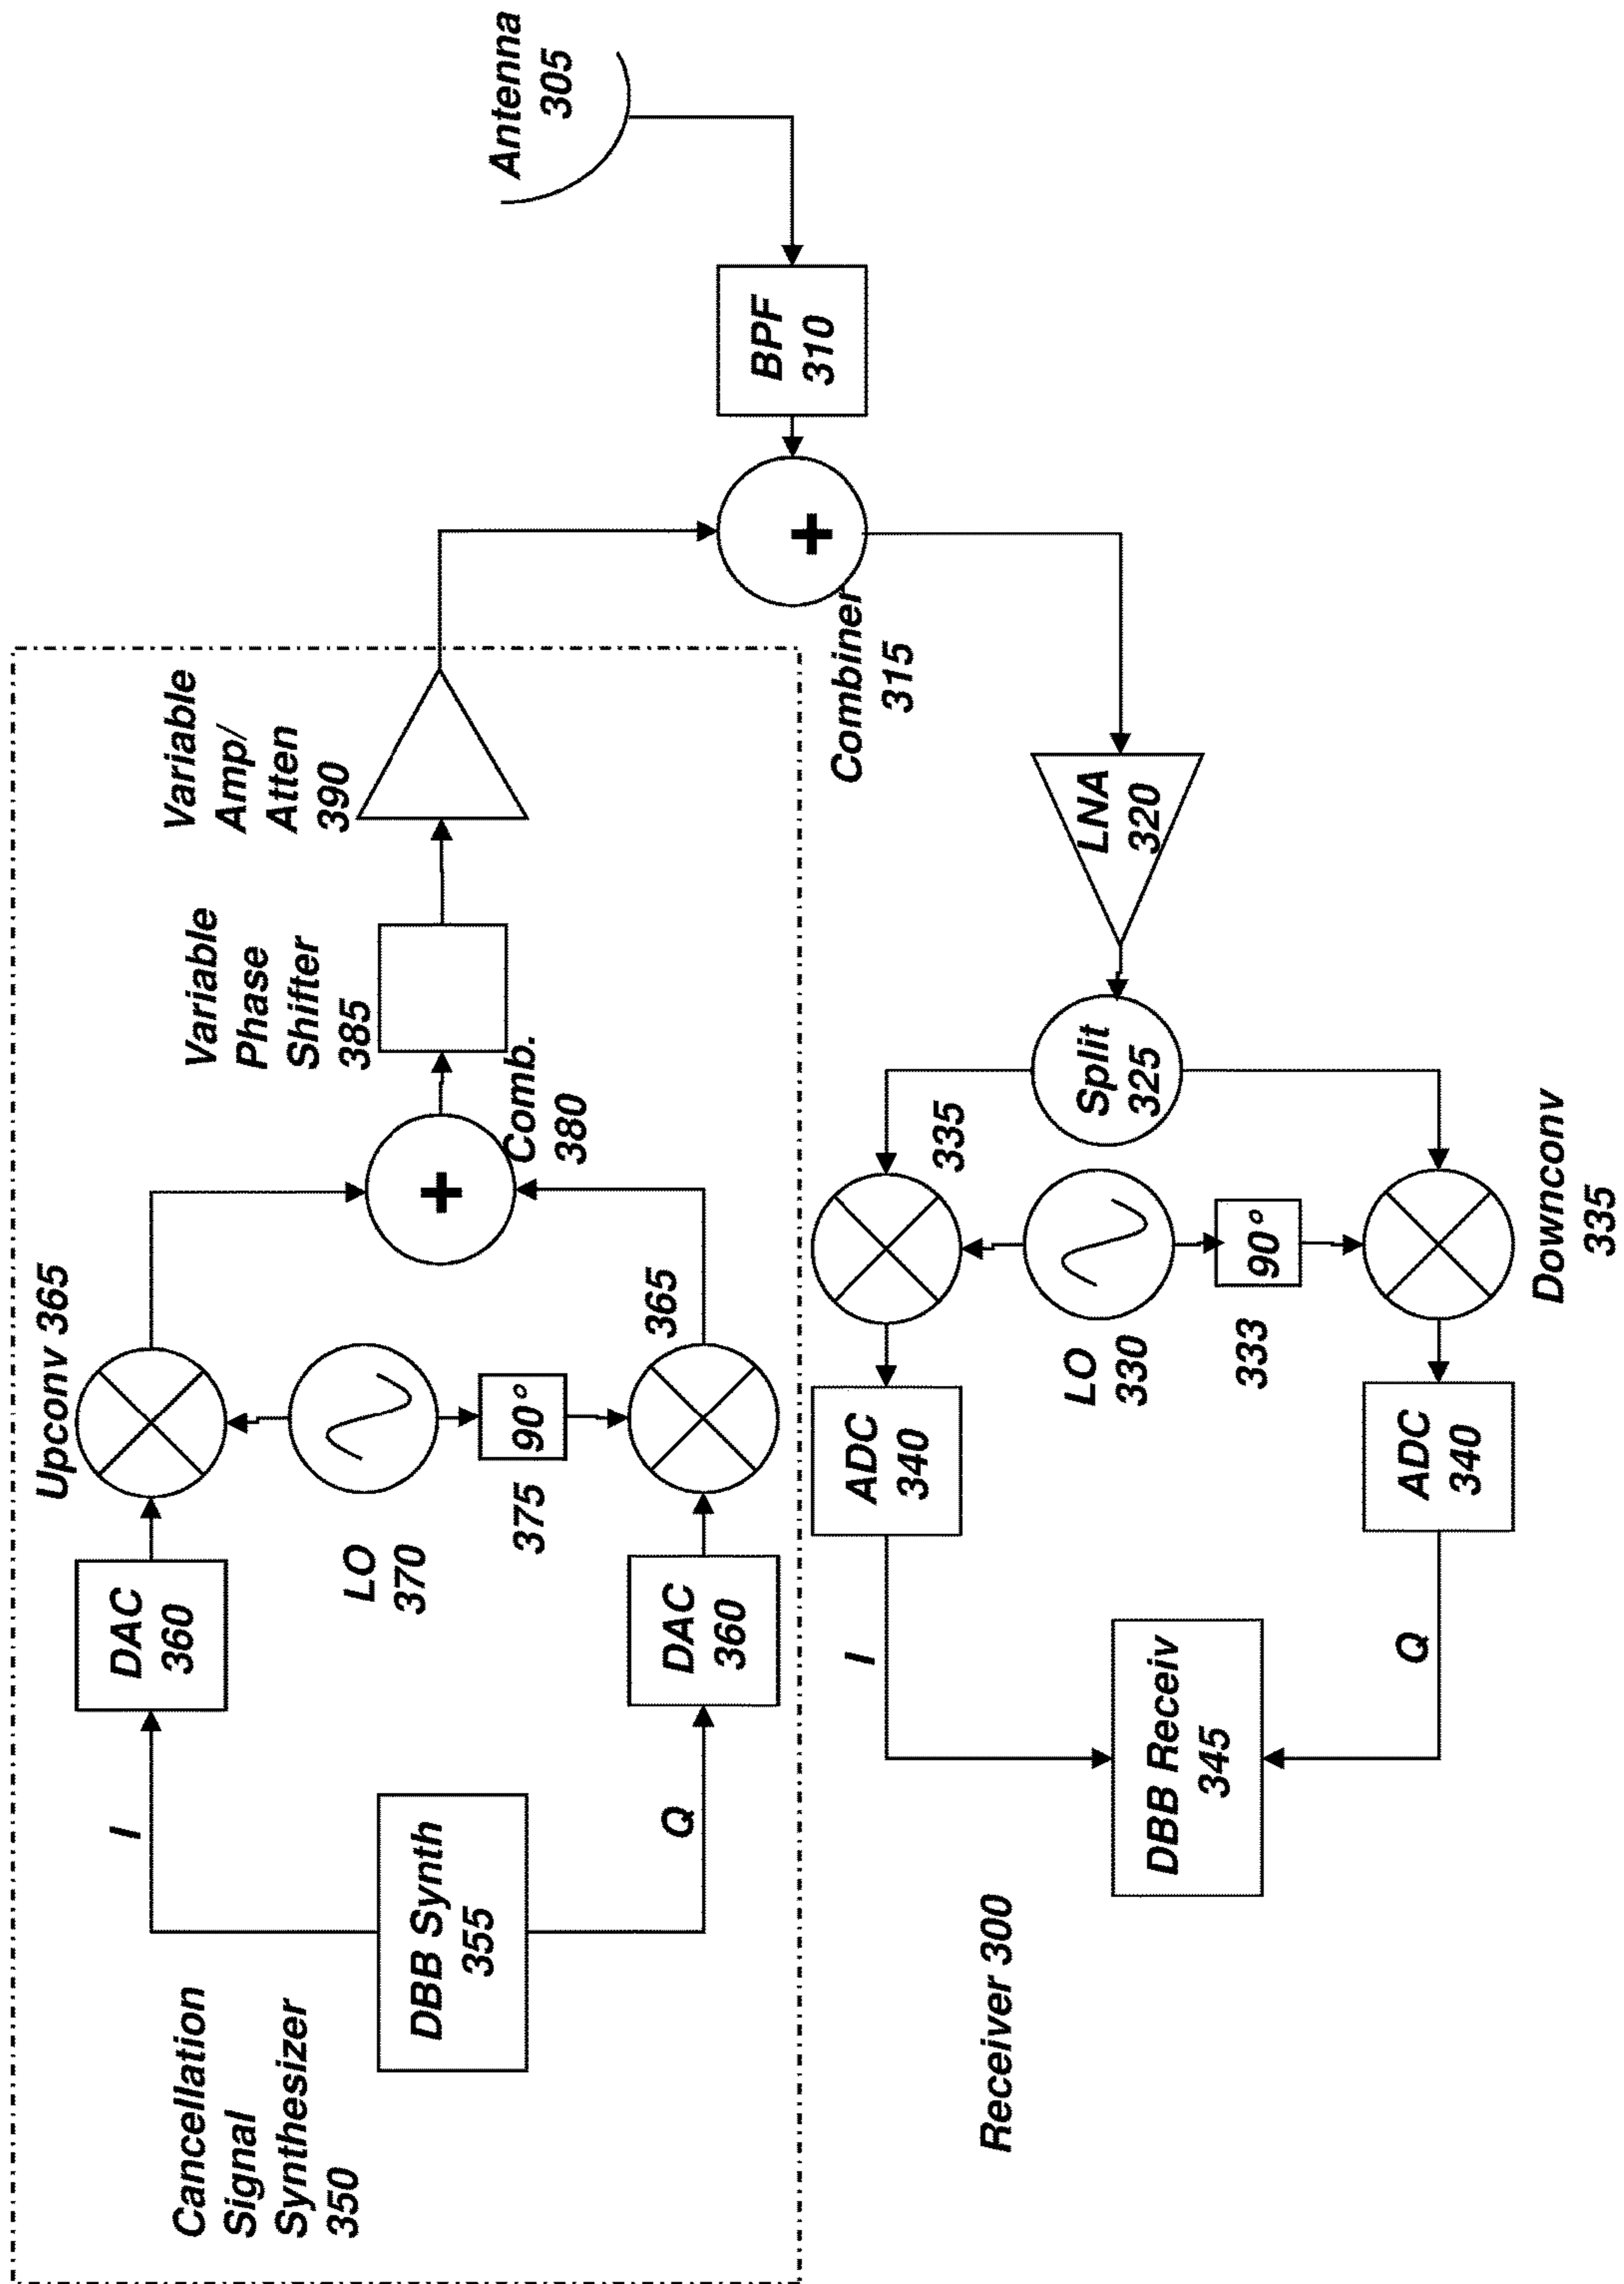 Cancellation
Signal
Synthesizer
350
DBB Synth
355
I
Q
DAC
360
DAC
360
Upconv 365
LO
370
375
90°
365
Comb.
380
Variable
Phase
Shifter
385
Variable
Amp/
Atten
390
Antenna
305
BPF
310
Combiner
315
LNA
320
Split
325
335
LO
330
333
90°
Downconv
335
ADC
340
ADC
340
I
Q
DBB Receiv
345
Receiver 300